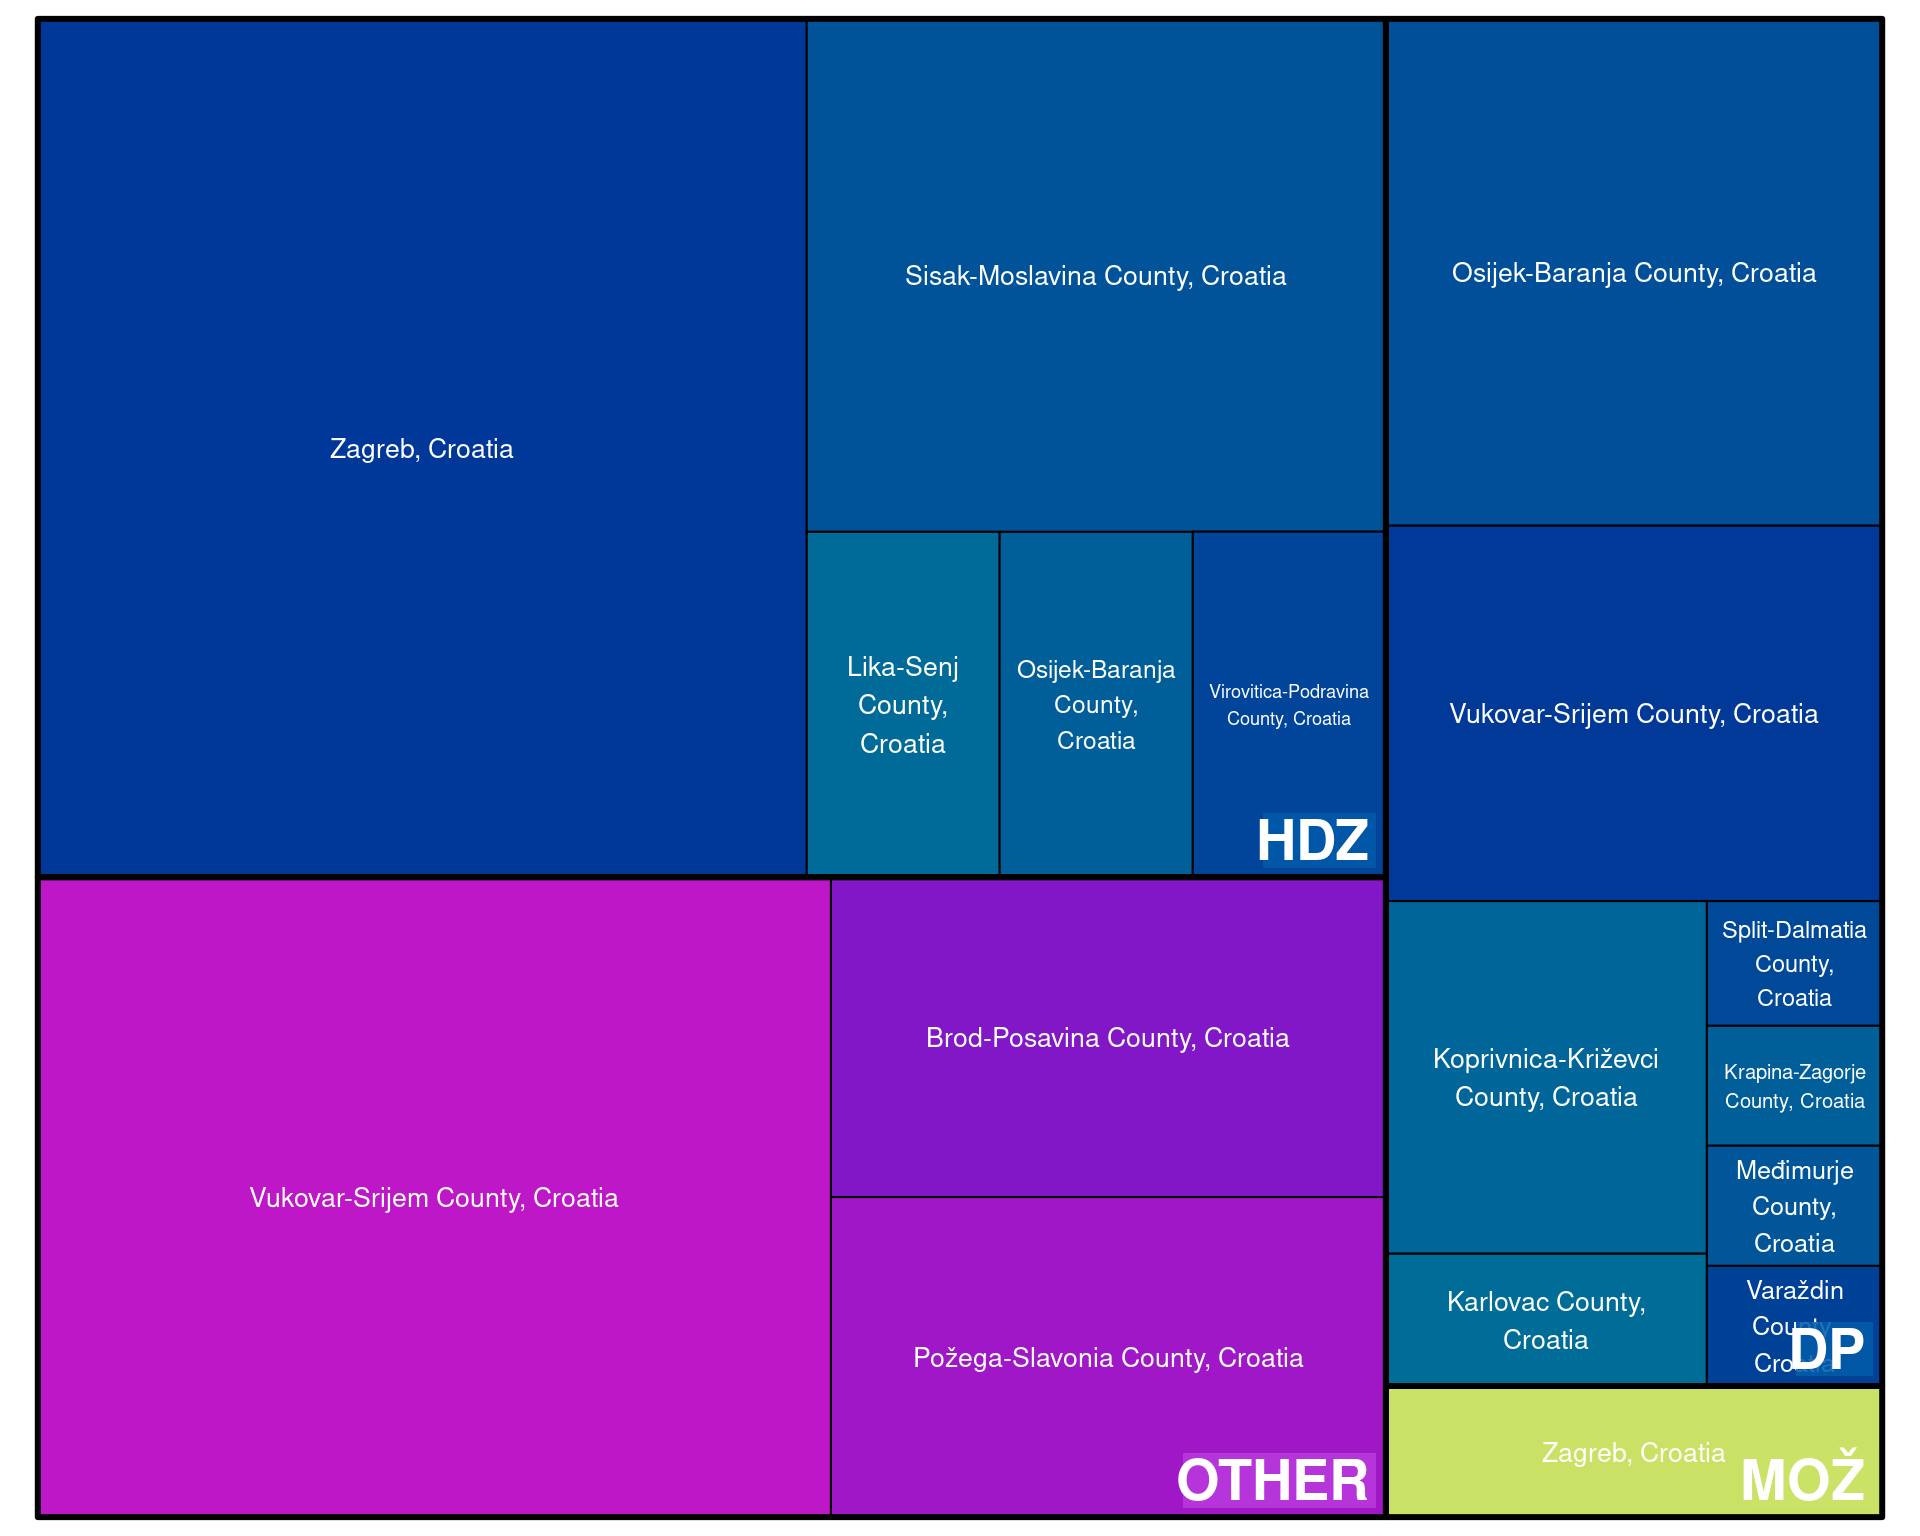 Zagreb, Croatia
Sisak-Moslavina County, Croatia
Lika-Senj
County,
Croatia
Osijek-Baranja
County,
Croatia
Virovitica-Podravina
County, Croatia
HDZ
Osijek-Baranja County, Croatia
Vukovar-Srijem County, Croatia
Koprivnica-Križevci
County, Croatia
Karlovac County,
Croatia
Split-Dalmatia
County,
Croatia
Krapina-Zagorje
County, Croatia
Međimurje
County,
Croatia
Varaždin
County,
Croatia
DP
Vukovar-Srijem County, Croatia
Brod-Posavina County, Croatia
Požega-Slavonia County, Croatia
OTHER
Zagreb, Croatia
MOŽ